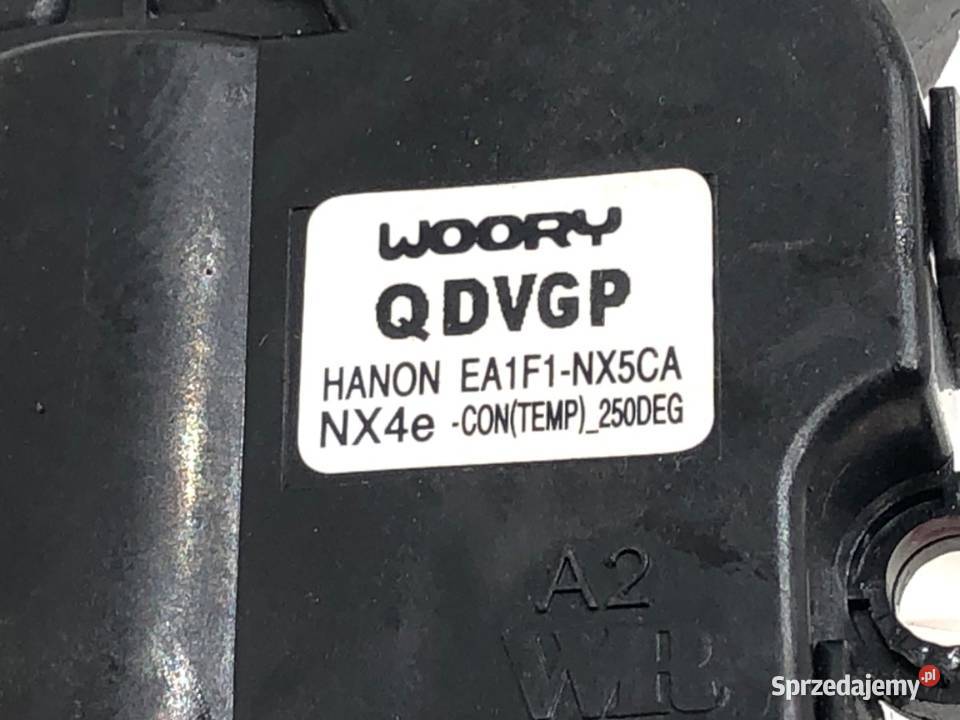 WOORY
QDVGP
HANON EA1F1-NX5CA
NX4e -CON(TEMP)_250DEG
A2
Sprzedajemy.pl